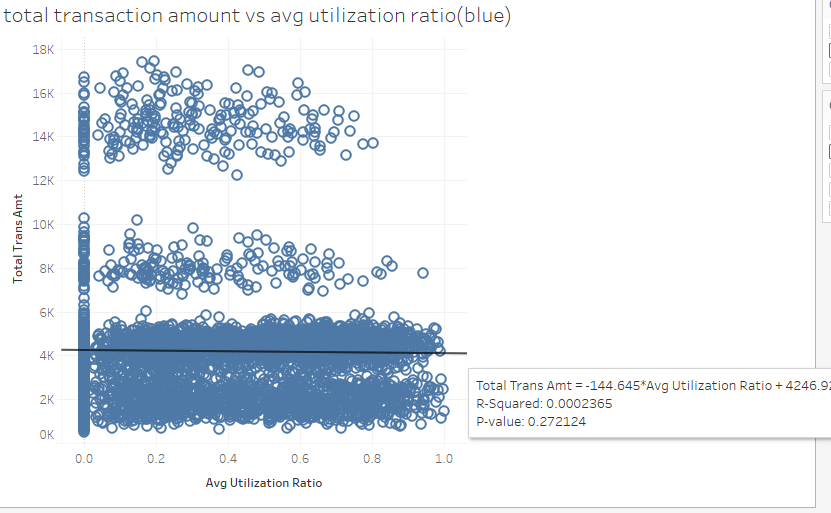 total transaction amount vs avg utilization ratio(blue)
18K
16K
14K
12K
10K
8K
6K
4K
2K
0K
Total Trans Amt
0.0 0.2 0.4 0.6 0.8 1.0
Avg Utilization Ratio
Total Trans Amt = -144.645*Avg Utilization Ratio + 4246.92
R-Squared: 0.0002365
P-value: 0.272124